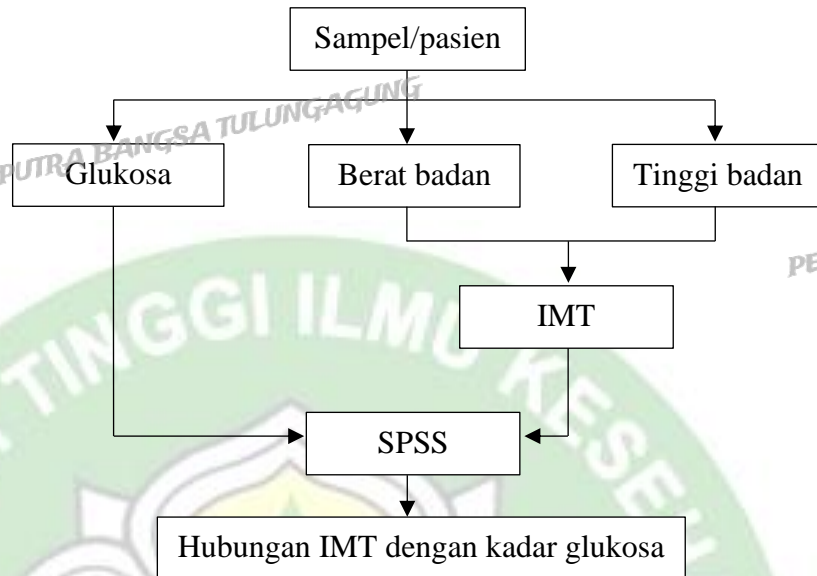 Sampel/pasien
PUTRA BANGSA TULUNGAGUNG
Glukosa
Berat badan
Tinggi badan
PE
IMT
TINGGI ILMU KESEH
SPSS
Hubungan IMT dengan kadar glukosa